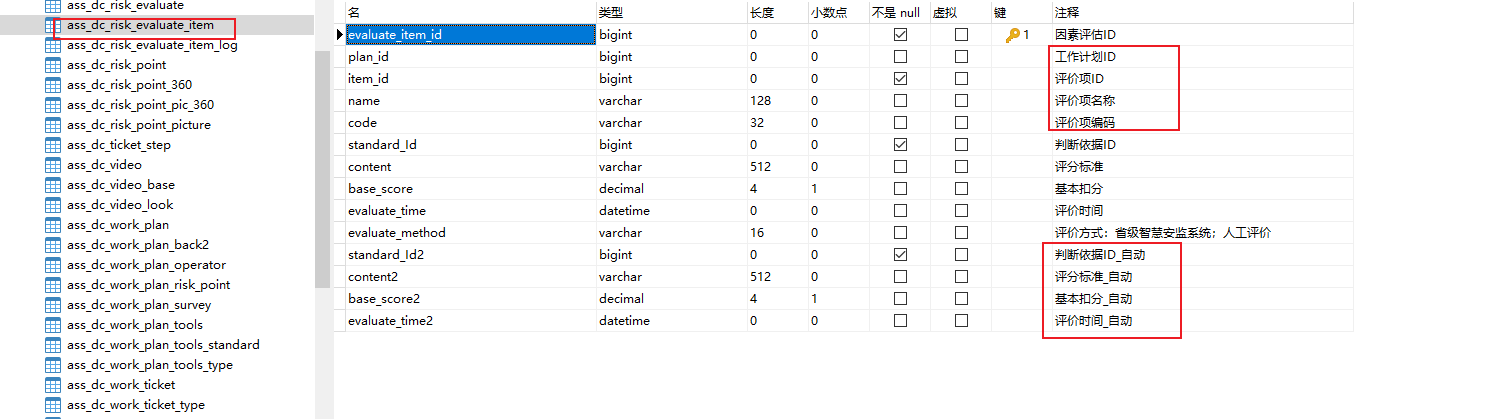 ass_dc_risk_evaluate
ass_dc_risk_evaluate_item
ass_dc_risk_evaluate_item_log
ass_dc_risk_point
ass_dc_risk_point_360
ass_dc_risk_point_pic_360
ass_dc_risk_point_picture
ass_dc_ticket_step
ass_dc_video
ass_dc_video_base
ass_dc_video_look
ass_dc_work_plan
ass_dc_work_plan_back2
ass_dc_work_plan_operator
ass_dc_work_plan_risk_point
ass_dc_work_plan_survey
ass_dc_work_plan_tools
ass_dc_work_plan_tools_standard
ass_dc_work_plan_tools_type
ass_dc_work_ticket
ass_dc_work_ticket_type
名 类型 长度 小数点 不是 null 虚拟 键 注释
evaluate_item_id bigint 0 0 1 因素评估ID
plan_id bigint 0 0 工作计划ID
item_id bigint 0 0 评价项ID
name varchar 128 0 评价项名称
code varchar 32 0 评价项编码
standard_Id bigint 0 0 判断依据ID
content varchar 512 0 评分标准
base_score decimal 4 1 基本扣分
evaluate_time datetime 0 0 评价时间
evaluate_method varchar 16 0 评价方式：省级智慧安监系统；人工评价
standard_Id2 bigint 0 0 判断依据ID_自动
content2 varchar 512 0 评分标准_自动
base_score2 decimal 4 1 基本扣分_自动
evaluate_time2 datetime 0 0 评价时间_自动